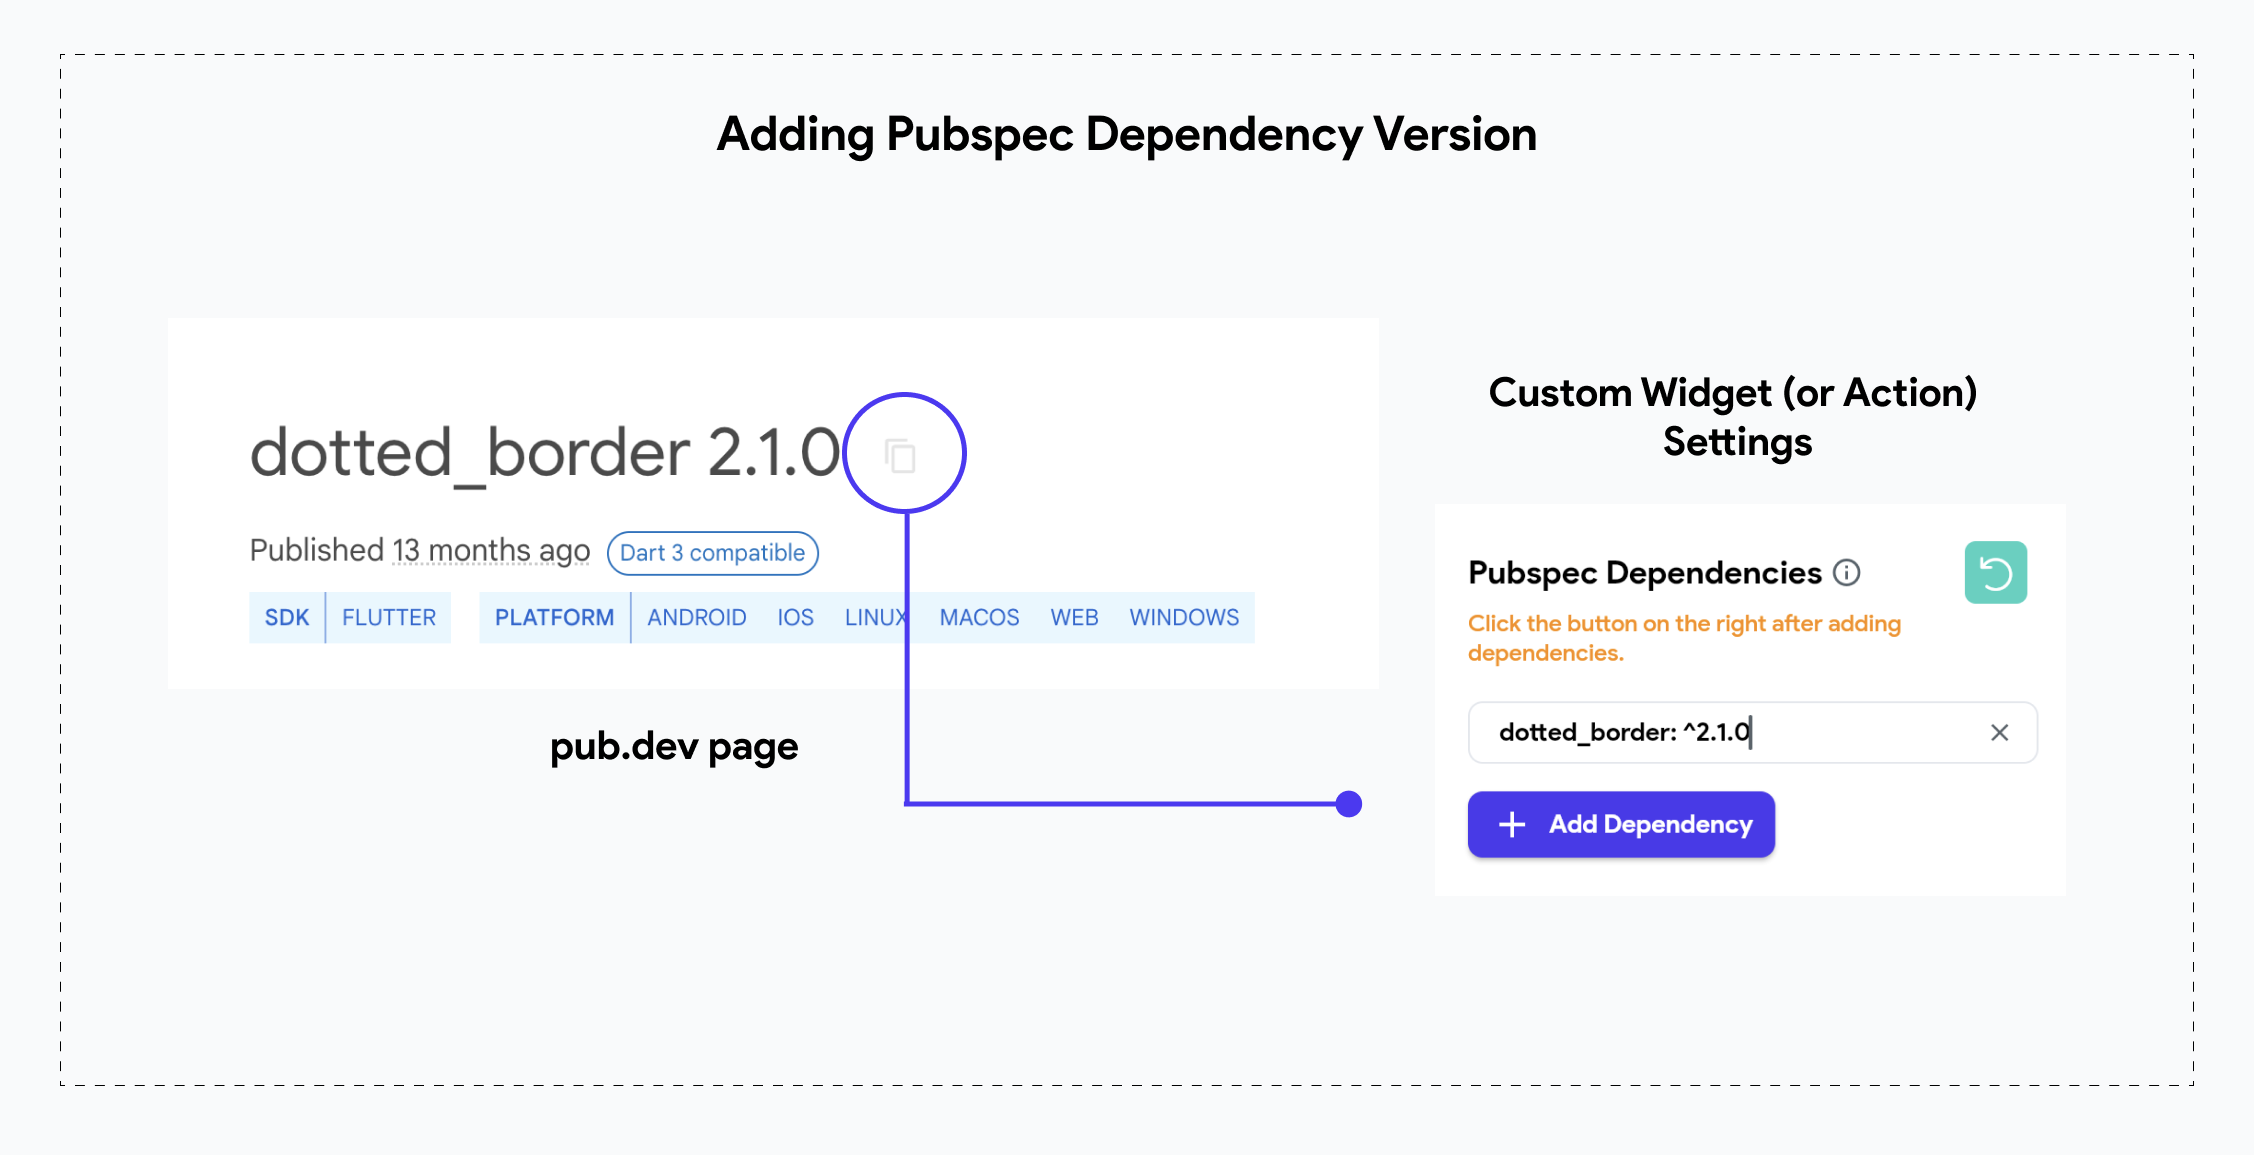 Adding Pubspec Dependency Version
dotted_border 2.1.0
Published 13 months ago Dart 3 compatible
SDK FLUTTER PLATFORM ANDROID IOS LINUX MACOS WEB WINDOWS
pub.dev page
Custom Widget (or Action)
Settings
Pubspec Dependencies
Click the button on the right after adding
dependencies.
dotted_border: ^2.1.0
Add Dependency